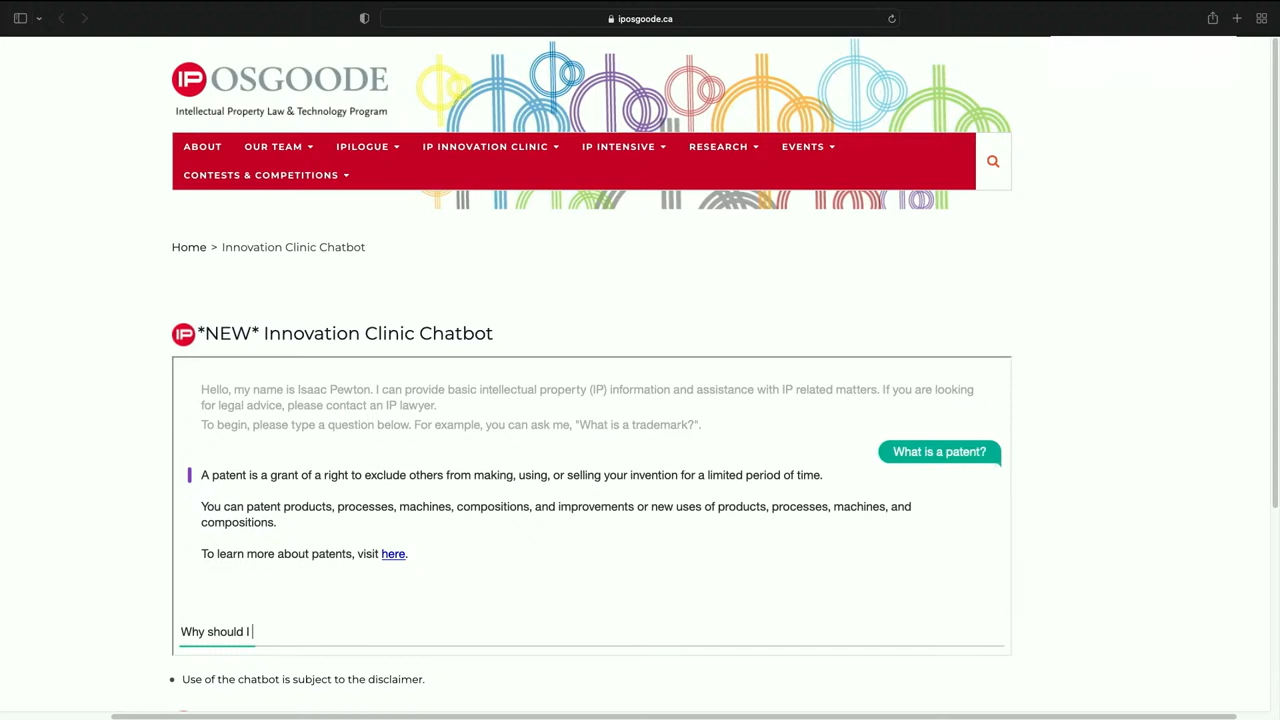 iposgoode.ca
IP OSGOODE
Intellectual Property Law & Technology Program
ABOUT OUR TEAM IPILOGUE IP INNOVATION CLINIC IP INTENSIVE RESEARCH EVENTS
CONTESTS & COMPETITIONS
Home > Innovation Clinic Chatbot
IP *NEW* Innovation Clinic Chatbot
Hello, my name is Isaac Pewton. I can provide basic intellectual property (IP) information and assistance with IP related matters. If you are looking
for legal advice, please contact an IP lawyer.
To begin, please type a question below. For example, you can ask me, "What is a trademark?".
What is a patent?
A patent is a grant of a right to exclude others from making, using, or selling your invention for a limited period of time.
You can patent products, processes, machines, compositions, and improvements or new uses of products, processes, machines, and
compositions.
To learn more about patents, visit here.
Why should I
Use of the chatbot is subject to the disclaimer.